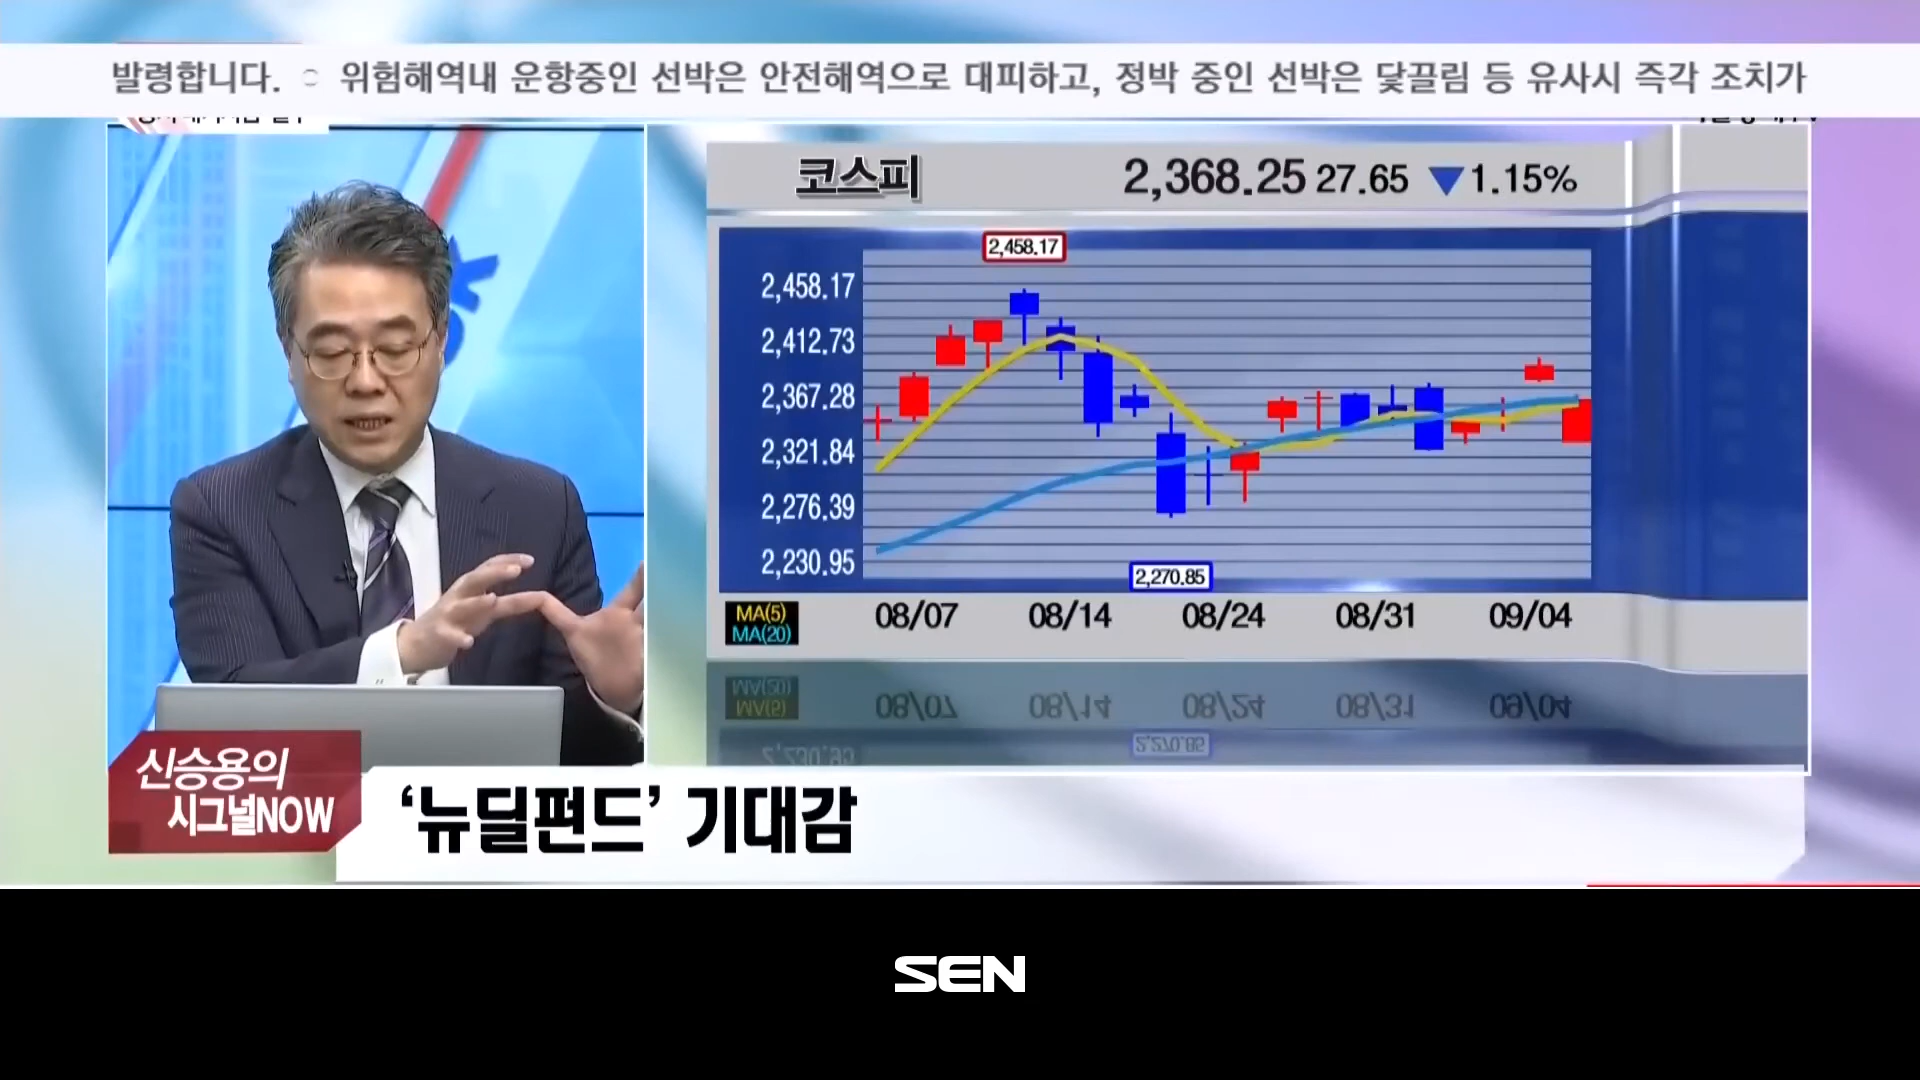 발령합니다. ○ 위험해역내 운항중인 선박은 안전해역으로 대피하고, 정박 중인 선박은 닻끌림 등 유사시 즉각 조치가
코스피 2,368.25 27.65 ▼1.15%
2,458.17
2,458.17
2,412.73
2,367.28
2,321.84
2,276.39
2,230.95
2,270.85
MA(5)
MA(20)
08/07 08/14 08/24 08/31 09/04
신승용의
시그널NOW
‘뉴딜펀드’ 기대감
SEN